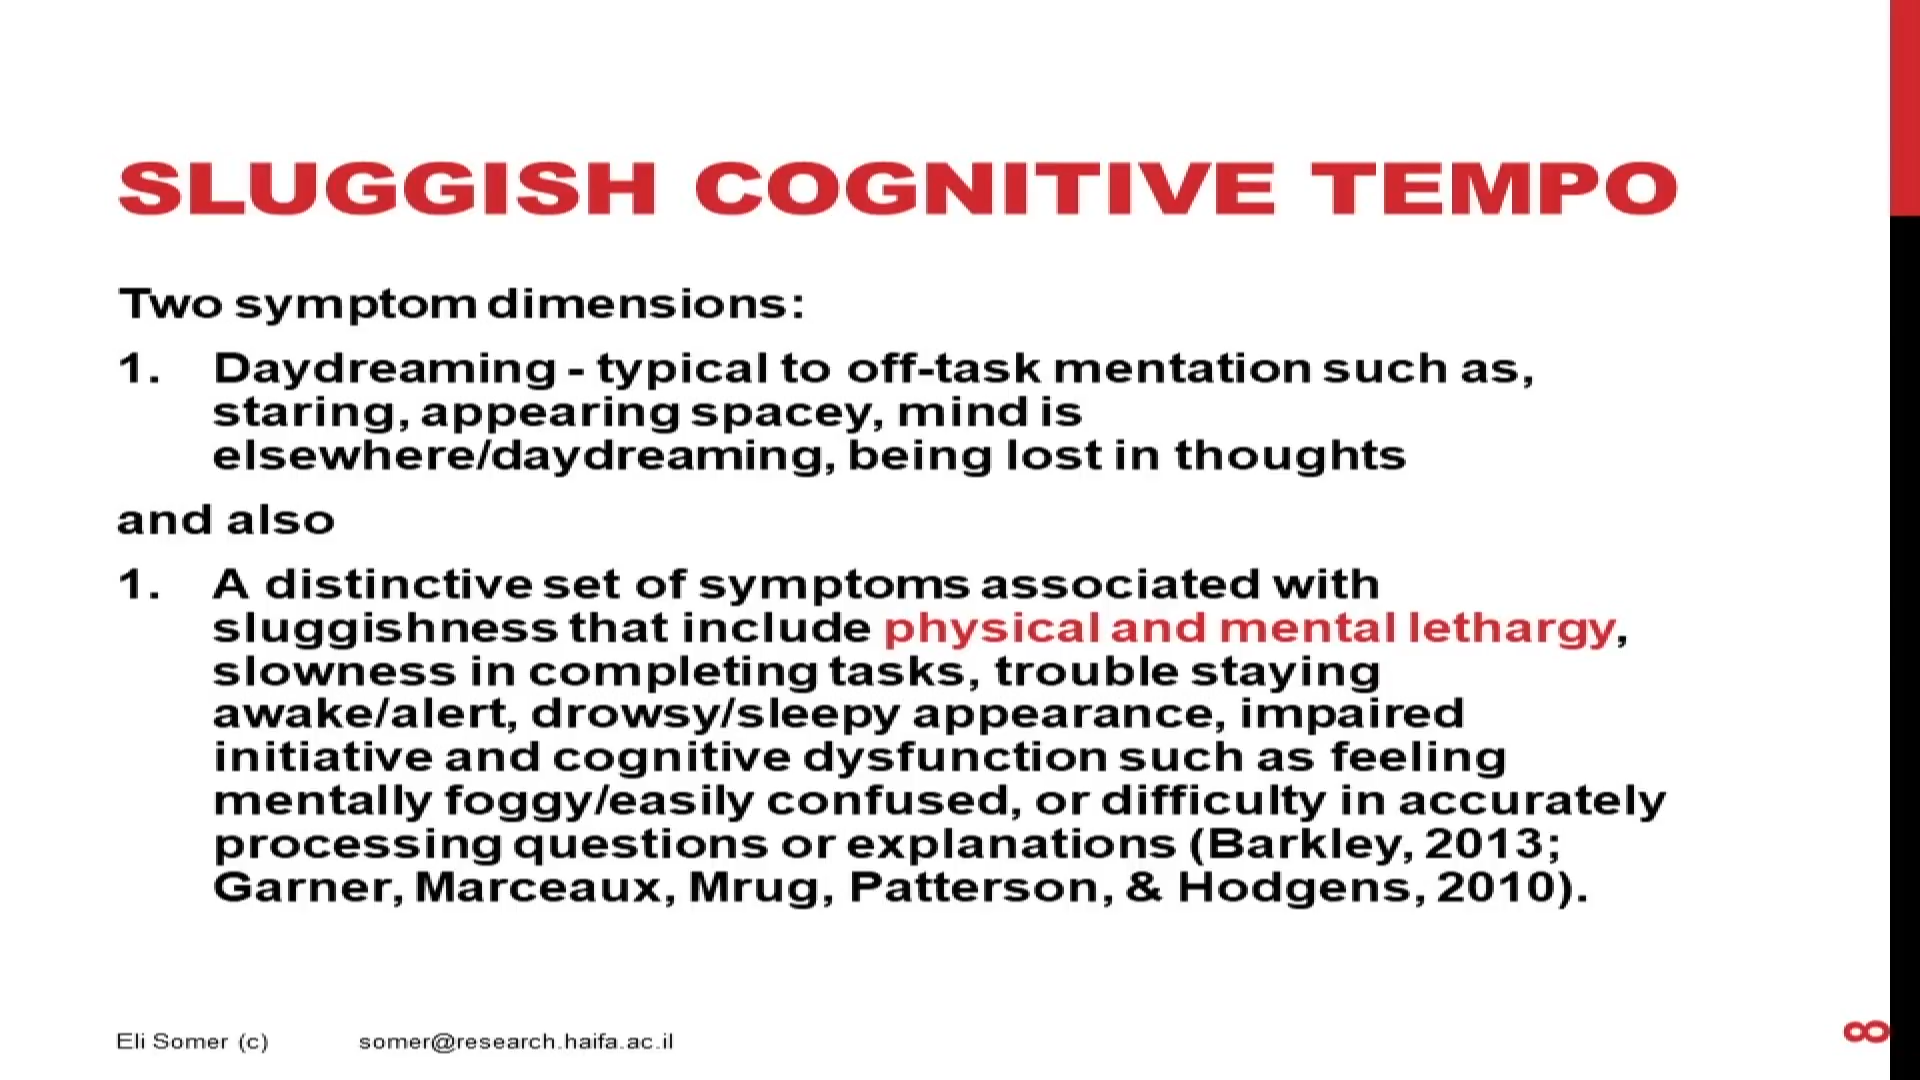 SLUGGISH COGNITIVE TEMPO
Two symptom dimensions:
1. Daydreaming - typical to off-task mentation such as,
staring, appearing spacey, mind is
elsewhere/daydreaming, being lost in thoughts
and also
1. A distinctive set of symptoms associated with
sluggishness that include physical and mental lethargy,
slowness in completing tasks, trouble staying
awake/alert, drowsy/sleepy appearance, impaired
initiative and cognitive dysfunction such as feeling
mentally foggy/easily confused, or difficulty in accurately
processing questions or explanations (Barkley, 2013;
Garner, Marceaux, Mrug, Patterson, & Hodgens, 2010).
Eli Somer (c) somer@research.haifa.ac.il
8